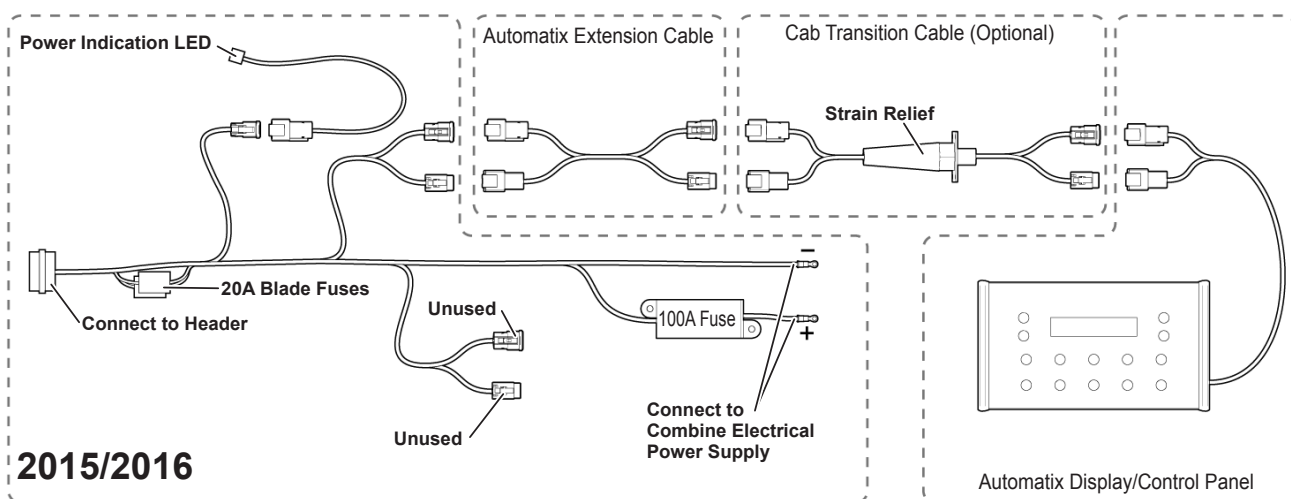 Power Indication LED
Automatix Extension Cable
Cab Transition Cable (Optional)
Strain Relief
20A Blade Fuses
Connect to Header
Unused
Unused
100A Fuse
−
+
Connect to
Combine Electrical
Power Supply
2015/2016
Automatix Display/Control Panel